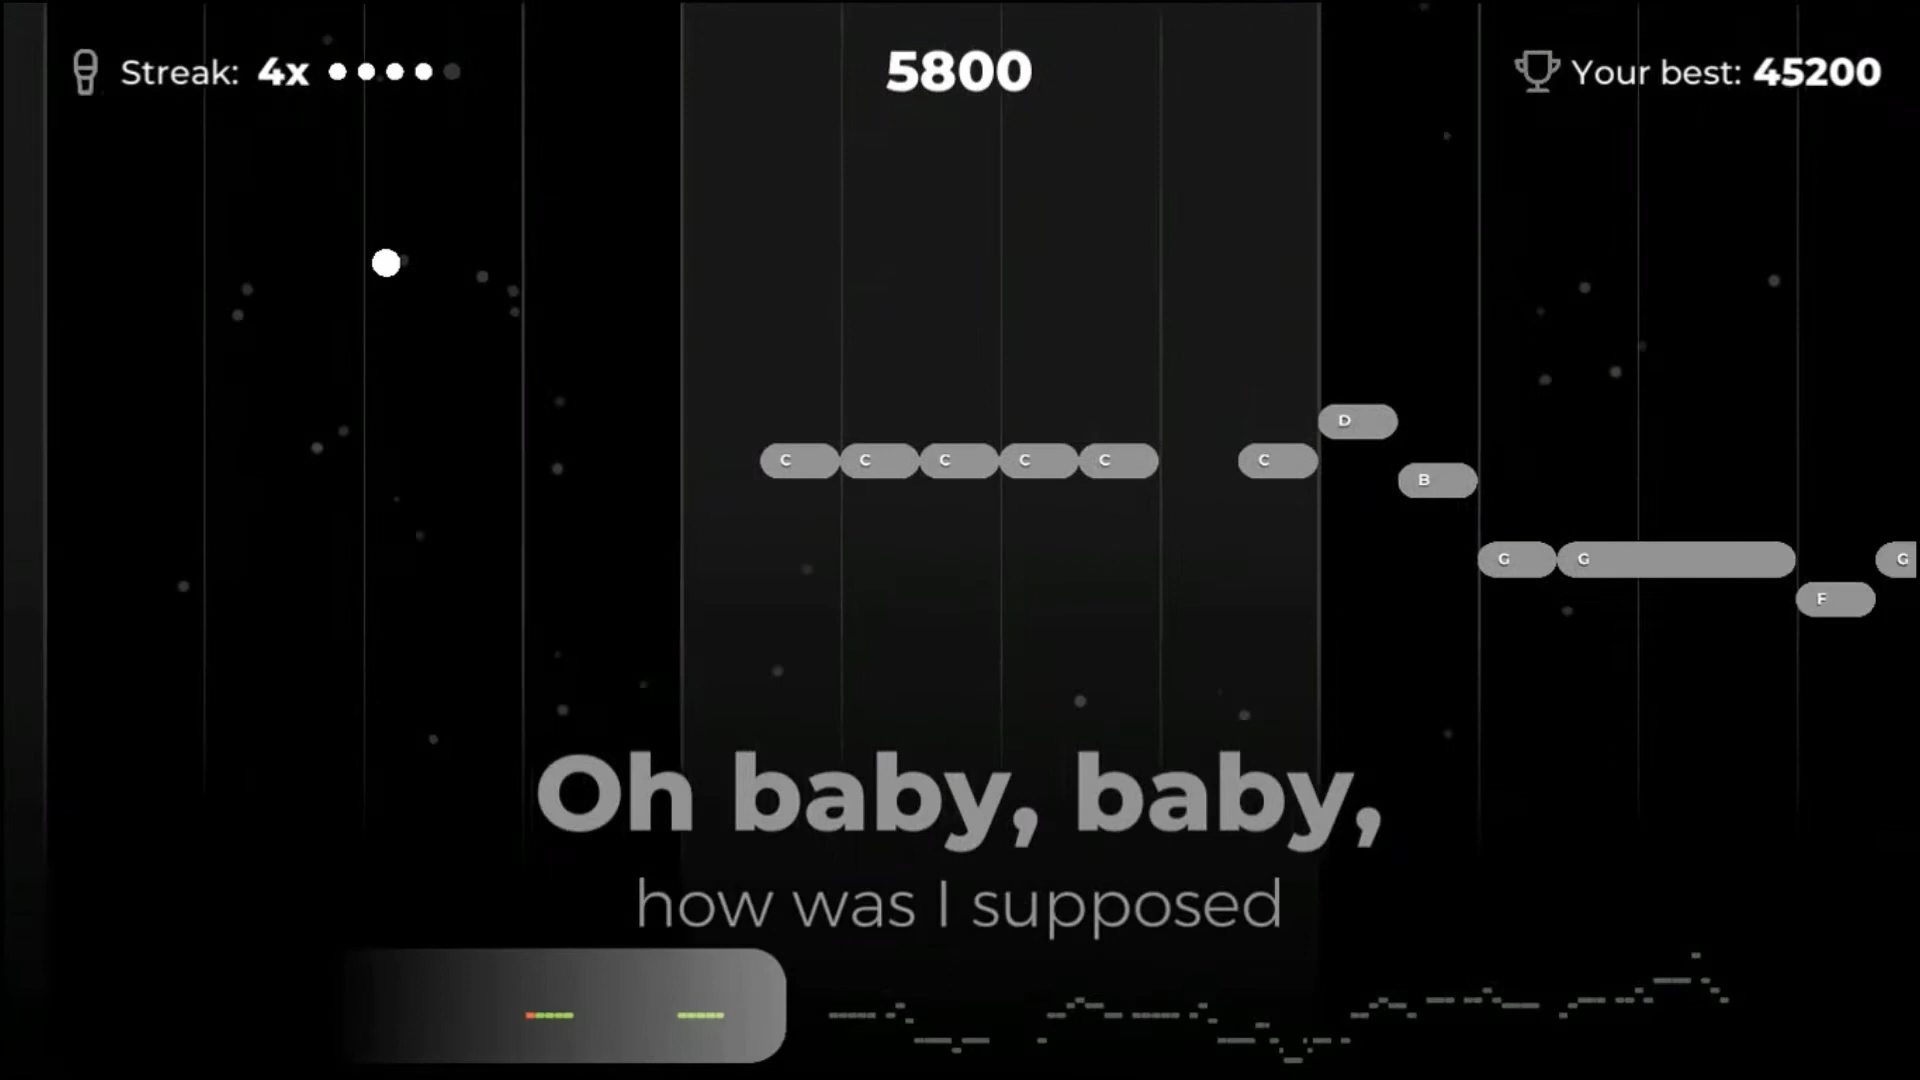 Streak: 4x
5800
Your best: 45200
D
C C C C C C
B
G G G
F
Oh baby, baby,
how was I supposed